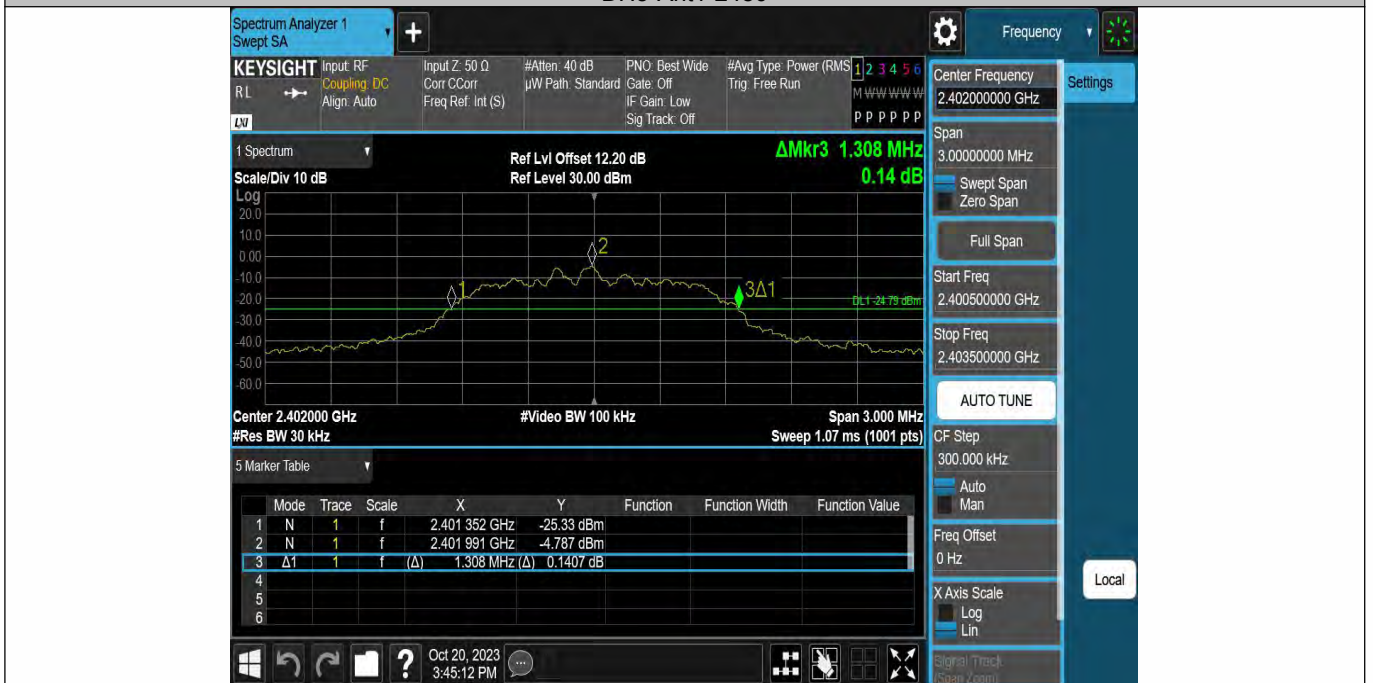 Spectrum Analyzer 1
Swept SA
+
Frequency
KEYSIGHT
RL
LXI
Input: RF
Coupling: DC
Align: Auto
Input Z: 50 Ω
Corr CCorr
Freq Ref: Int (S)
#Atten: 40 dB
µW Path: Standard
PNO: Best Wide
Gate: Off
IF Gain: Low
Sig Track: Off
#Avg Type: Power (RMS
Trig: Free Run
1 2 3 4 5 6
M W W W W W
P P P P P P
Center Frequency
2.402000000 GHz
Settings
1 Spectrum
Scale/Div 10 dB
Ref Lvl Offset 12.20 dB
Ref Level 30.00 dBm
ΔMkr3 1.308 MHz
0.14 dB
Log
20.0
10.0
0.00
-10.0
-20.0
-30.0
-40.0
-50.0
-60.0
1
2
3Δ1
DL1 -24.79 dBm
Center 2.402000 GHz
#Video BW 100 kHz
Span 3.000 MHz
#Res BW 30 kHz
Sweep 1.07 ms (1001 pts)
Span
3.00000000 MHz
Swept Span
Zero Span
Full Span
Start Freq
2.400500000 GHz
Stop Freq
2.403500000 GHz
AUTO TUNE
CF Step
300.000 kHz
Auto
Man
Freq Offset
0 Hz
X Axis Scale
Log
Lin
Signal Track
(Span Zoom)
Local
5 Marker Table
Mode Trace Scale X Y Function Function Width Function Value
1 N 1 f 2.401 352 GHz -25.33 dBm
2 N 1 f 2.401 991 GHz -4.787 dBm
3 Δ1 1 f (Δ) 1.308 MHz (Δ) 0.1407 dB
4
5
6
?
Oct 20, 2023
3:45:12 PM